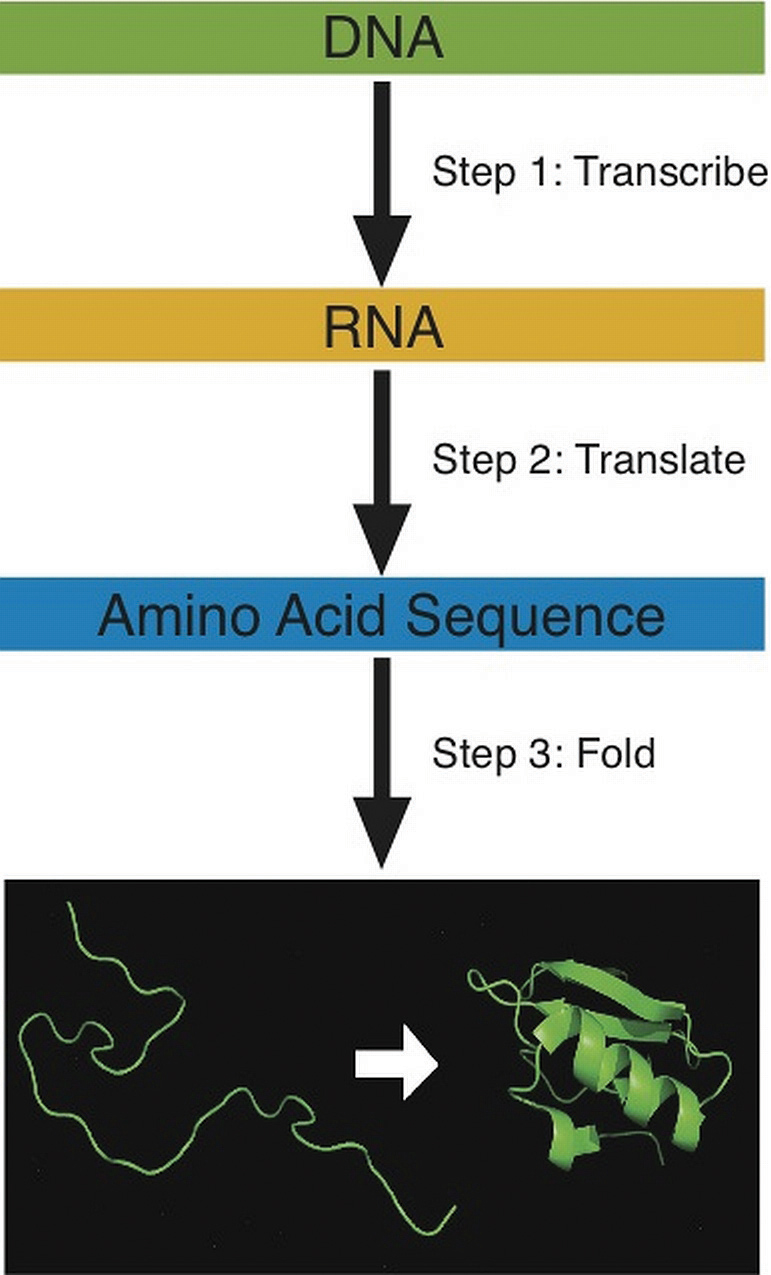 DNA
Step 1: Transcribe
RNA
Step 2: Translate
Amino Acid Sequence
Step 3: Fold